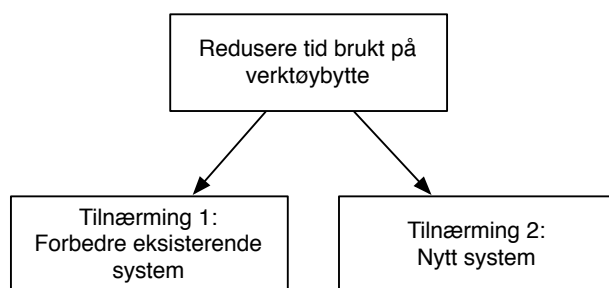 Redusere tid brukt på
verktøybytte
Tilnærming 1:
Forbedre eksisterende
system
Tilnærming 2:
Nytt system